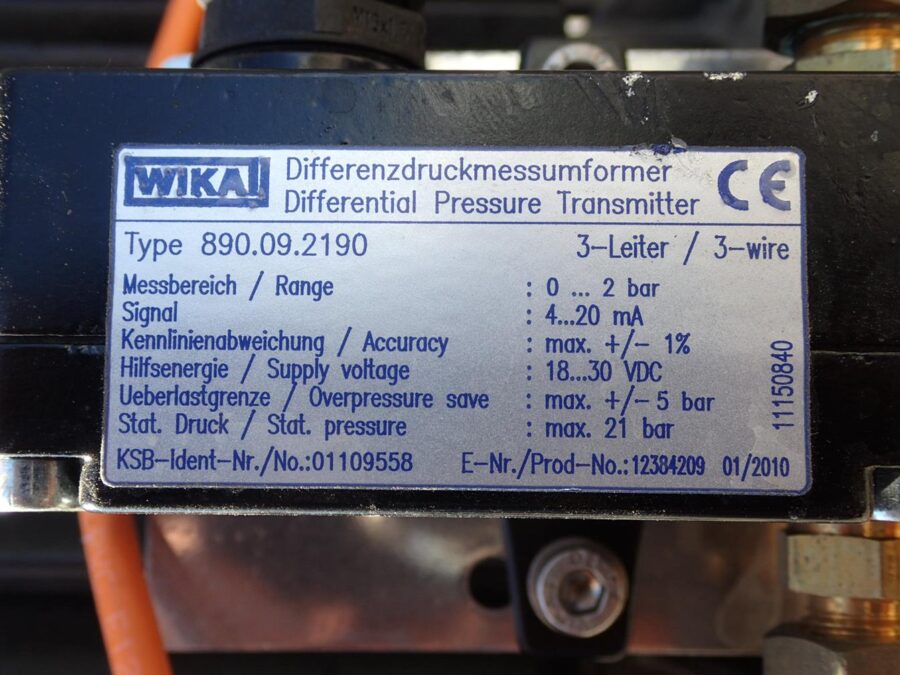 WIKA
Differenzdruckmessumformer
Differential Pressure Transmitter
CE
Type 890.09.2190
3-Leiter / 3-wire
Messbereich / Range : 0 ... 2 bar
Signal : 4...20 mA
Kennlinienabweichung / Accuracy : max. +/- 1%
Hilfsenergie / Supply voltage : 18...30 VDC
Ueberlastgrenze / Overpressure save : max. +/- 5 bar
Stat. Druck / Stat. pressure : max. 21 bar
11150840
KSB-Ident-Nr./No.:01109558
E-Nr./Prod-No.:12384209 01/2010